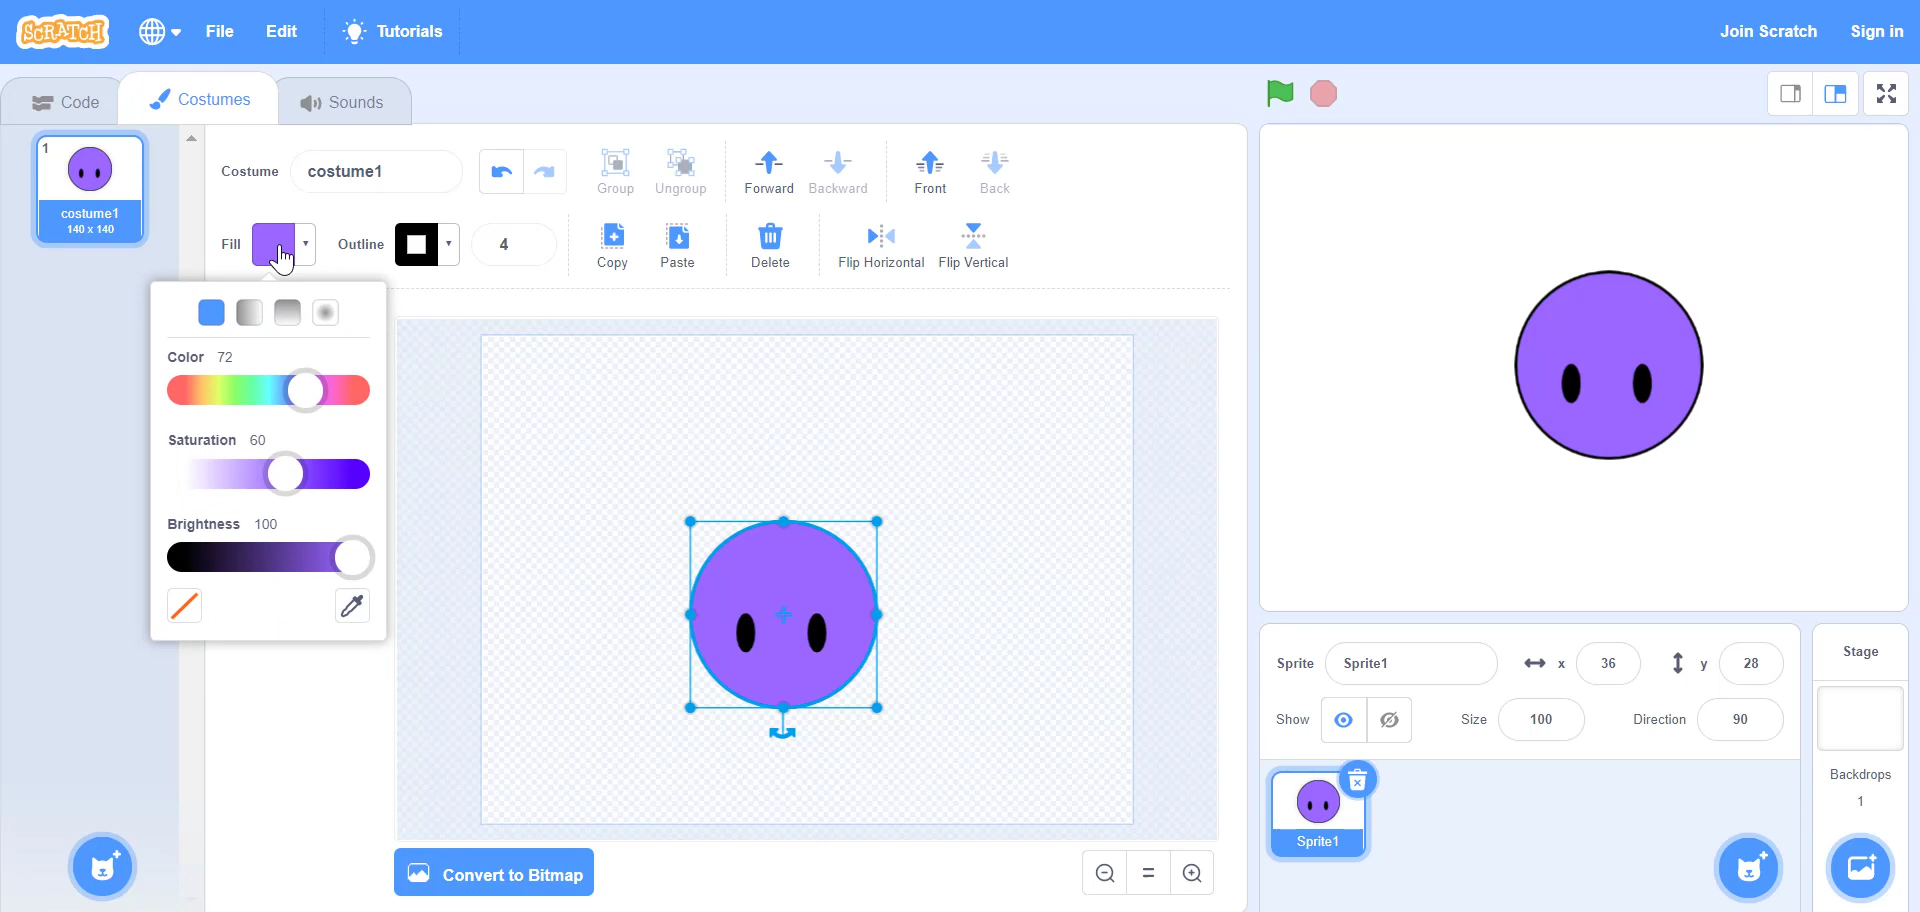 SCRATCH File Edit Tutorials Join Scratch Sign in
Code Costumes Sounds
1
costume1
140 x 140
Costume costume1
Group Ungroup Forward Backward Front Back
Fill Outline 4
Copy Paste Delete Flip Horizontal Flip Vertical
Color 72
Saturation 60
Brightness 100
Convert to Bitmap
Sprite Sprite1 x 36 y 28
Show Size 100 Direction 90
Sprite1
Stage
Backdrops
1